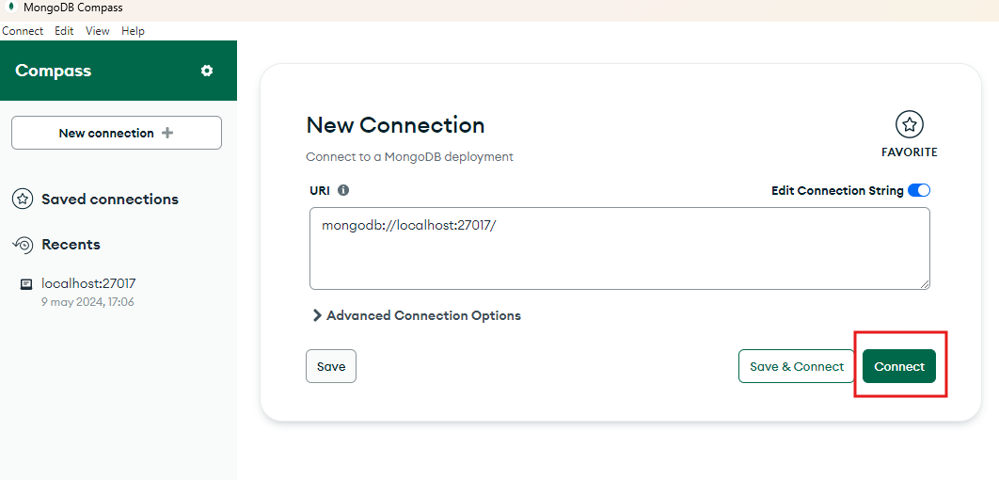 MongoDB Compass
Connect Edit View Help
Compass
New connection
Saved connections
Recents
localhost:27017
9 may 2024, 17:06
New Connection
Connect to a MongoDB deployment
FAVORITE
URI
Edit Connection String
mongodb://localhost:27017/
Advanced Connection Options
Save
Save & Connect
Connect